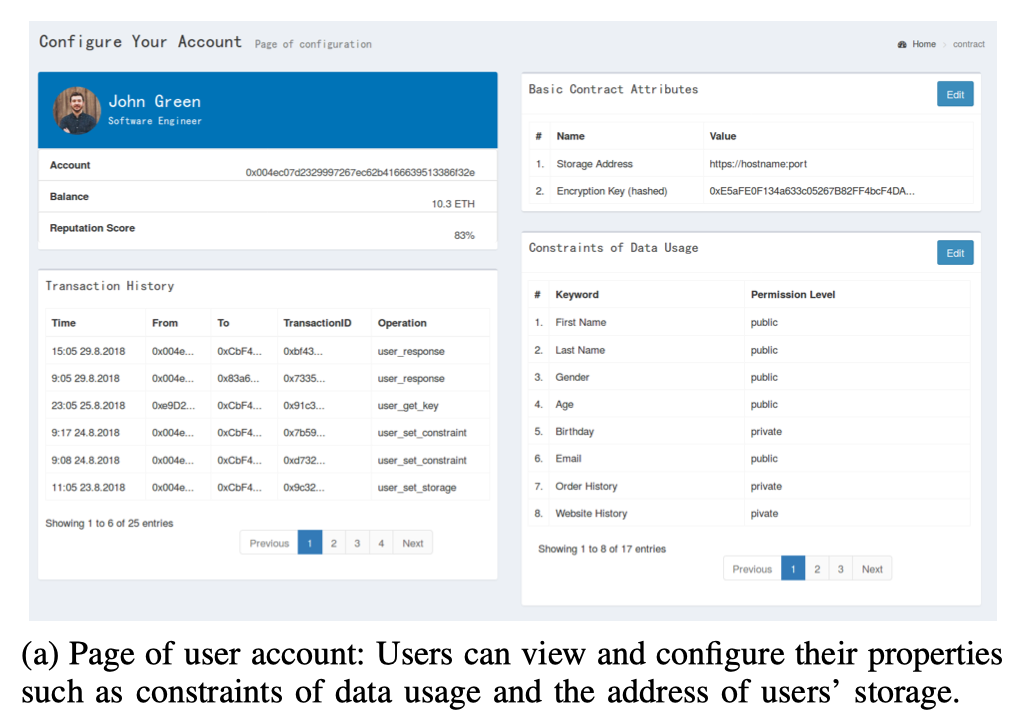 Configure Your Account Page of configuration
Home > contract
John Green
Software Engineer
Account 0x004ec07d2329997267ec62b4166639513386f32e
Balance 10.3 ETH
Reputation Score 83%
Transaction History
Time From To TransactionID Operation
15:05 29.8.2018 0x004e... 0xCbF4... 0xbf43... user_response
9:05 29.8.2018 0x004e... 0x83a6... 0x7335... user_response
23:05 25.8.2018 0xe9D2... 0xCbF4... 0x91c3... user_get_key
9:17 24.8.2018 0x004e... 0xCbF4... 0x7b59... user_set_constraint
9:08 24.8.2018 0x004e... 0xCbF4... 0xd732... user_set_constraint
11:05 23.8.2018 0x004e... 0xCbF4... 0x9c32... user_set_storage
Showing 1 to 6 of 25 entries
Previous 1 2 3 4 Next
Basic Contract Attributes Edit
# Name Value
1. Storage Address https://hostname:port
2. Encryption Key (hashed) 0xE5aFE0F134a633c05267B82FF4bcF4DA...
Constraints of Data Usage Edit
# Keyword Permission Level
1. First Name public
2. Last Name public
3. Gender public
4. Age public
5. Birthday private
6. Email public
7. Order History private
8. Website History pivate
Showing 1 to 8 of 17 entries
Previous 1 2 3 Next
(a) Page of user account: Users can view and configure their properties
such as constraints of data usage and the address of users' storage.